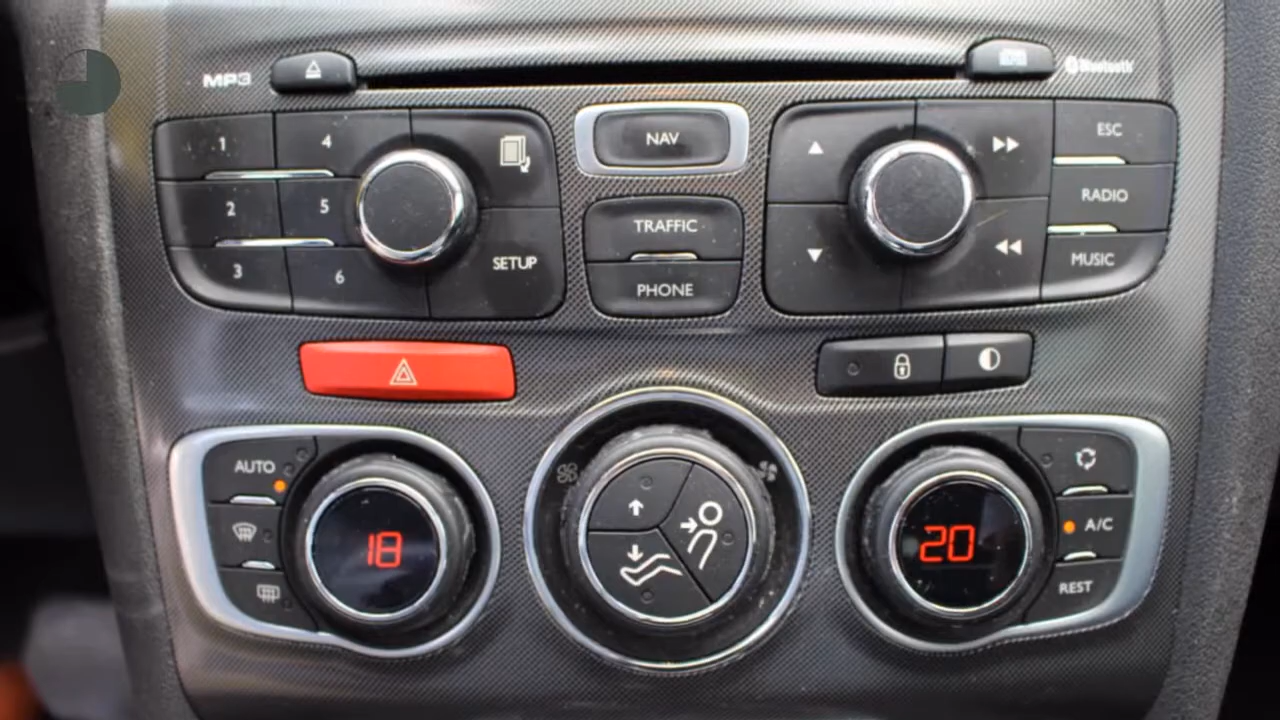 MP3
Bluetooth
1 4
2 5
3 6
SETUP
NAV
TRAFFIC
PHONE
ESC
RADIO
MUSIC
AUTO
18
20
A/C
REST